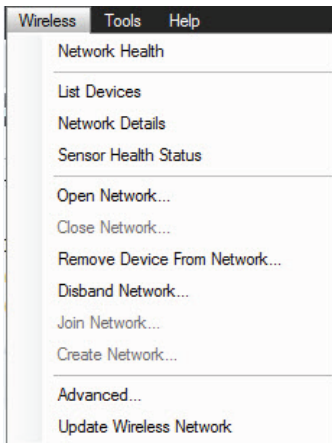 Wireless Tools Help
Network Health
List Devices
Network Details
Sensor Health Status
Open Network...
Close Network...
Remove Device From Network...
Disband Network...
Join Network...
Create Network...
Advanced...
Update Wireless Network